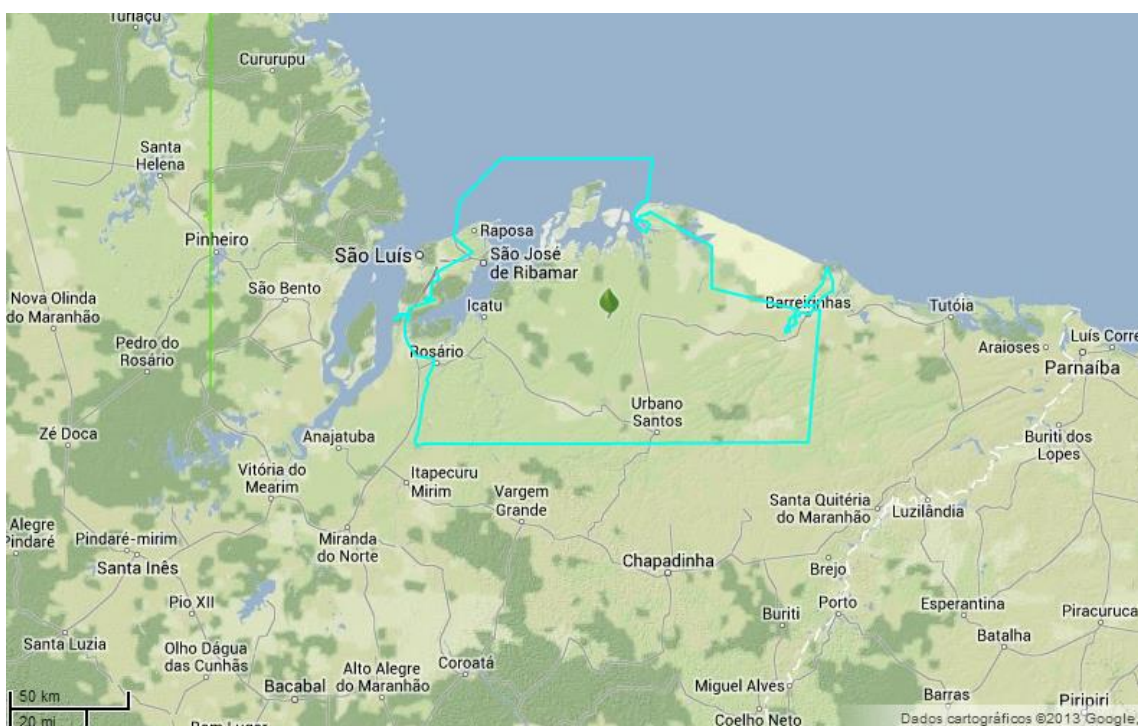 Turiaçu
Cururupu
Santa
Helena
Raposa
Pinheiro
São Luís
São José
de Ribamar
São Bento
Nova Olinda
do Maranhão
Icatu
Barreirinhas
Tutóia
Pedro do
Rosário
Araioses
Luís Corre
Rosário
Parnaíba
Urbano
Santos
Zé Doca
Anajatuba
Buriti dos
Lopes
Vitória do
Mearim
Itapecuru
Mirim
Vargem
Grande
Santa Quitéria
do Maranhão
Luzilândia
Alegre
Pindaré
Pindaré-mirim
Santa Inês
Miranda
do Norte
Chapadinha
Brejo
Pio XII
Buriti
Porto
Esperantina
Piracuruca
Santa Luzia
Olho Dágua
das Cunhãs
Batalha
Alto Alegre
do Maranhão
Coroatá
Bacabal
Miguel Alves
Barras
Piripiri
50 km
20 mi
Bom Lugar
Coelho Neto
Dados cartográficos ©2013 Google